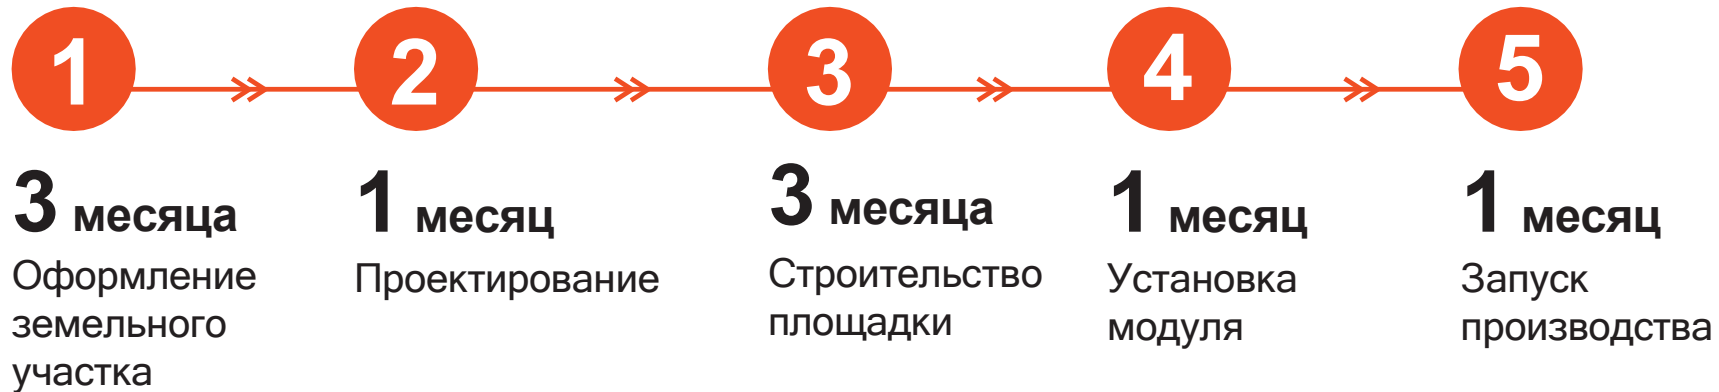 1
2
3
4
5
3 месяца
Оформление
земельного
участка
1 месяц
Проектирование
3 месяца
Строительство
площадки
1 месяц
Установка
модуля
1 месяц
Запуск
производства